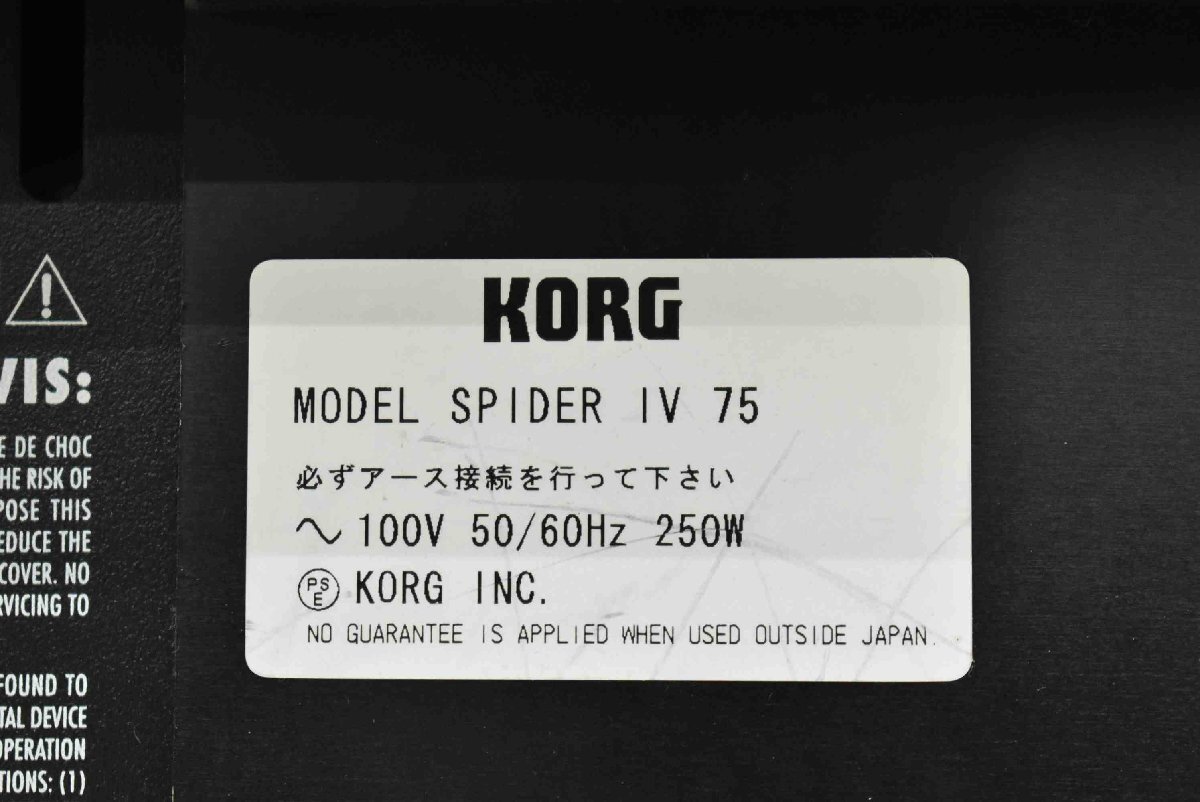 VIS:
E DE CHOC
HE RISK OF
POSE THIS
EDUCE THE
COVER. NO
RVICING TO
FOUND TO
TAL DEVICE
OPERATION
TIONS: (1)
KORG
MODEL SPIDER IV 75
必ずアース接続を行って下さい
〜 100V 50/60Hz 250W
PS E KORG INC.
NO GUARANTEE IS APPLIED WHEN USED OUTSIDE JAPAN.